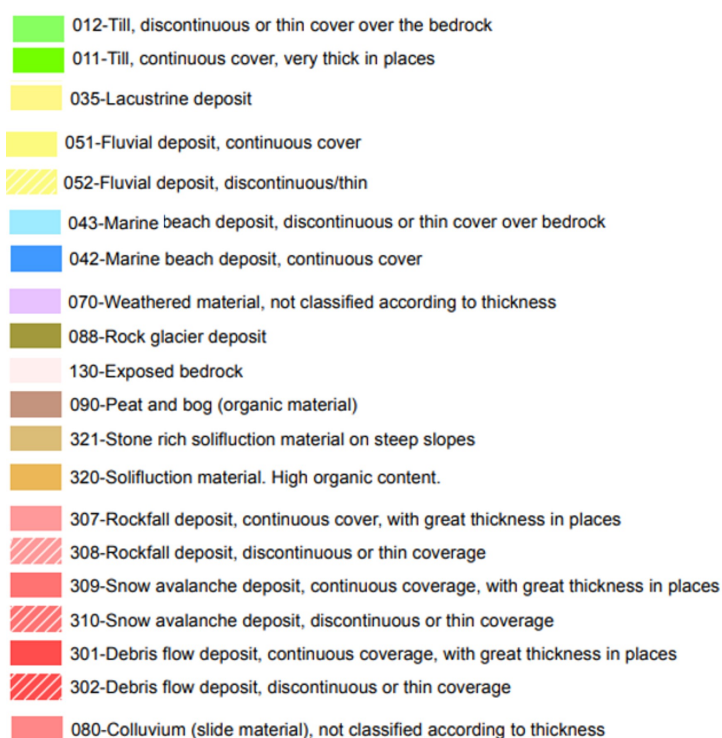 012-Till, discontinuous or thin cover over the bedrock
011-Till, continuous cover, very thick in places
035-Lacustrine deposit
051-Fluvial deposit, continuous cover
052-Fluvial deposit, discontinuous/thin
043-Marine beach deposit, discontinuous or thin cover over bedrock
042-Marine beach deposit, continuous cover
070-Weathered material, not classified according to thickness
088-Rock glacier deposit
130-Exposed bedrock
090-Peat and bog (organic material)
321-Stone rich solifluction material on steep slopes
320-Solifluction material. High organic content.
307-Rockfall deposit, continuous cover, with great thickness in places
308-Rockfall deposit, discontinuous or thin coverage
309-Snow avalanche deposit, continuous coverage, with great thickness in places
310-Snow avalanche deposit, discontinuous or thin coverage
301-Debris flow deposit, continuous coverage, with great thickness in places
302-Debris flow deposit, discontinuous or thin coverage
080-Colluvium (slide material), not classified according to thickness